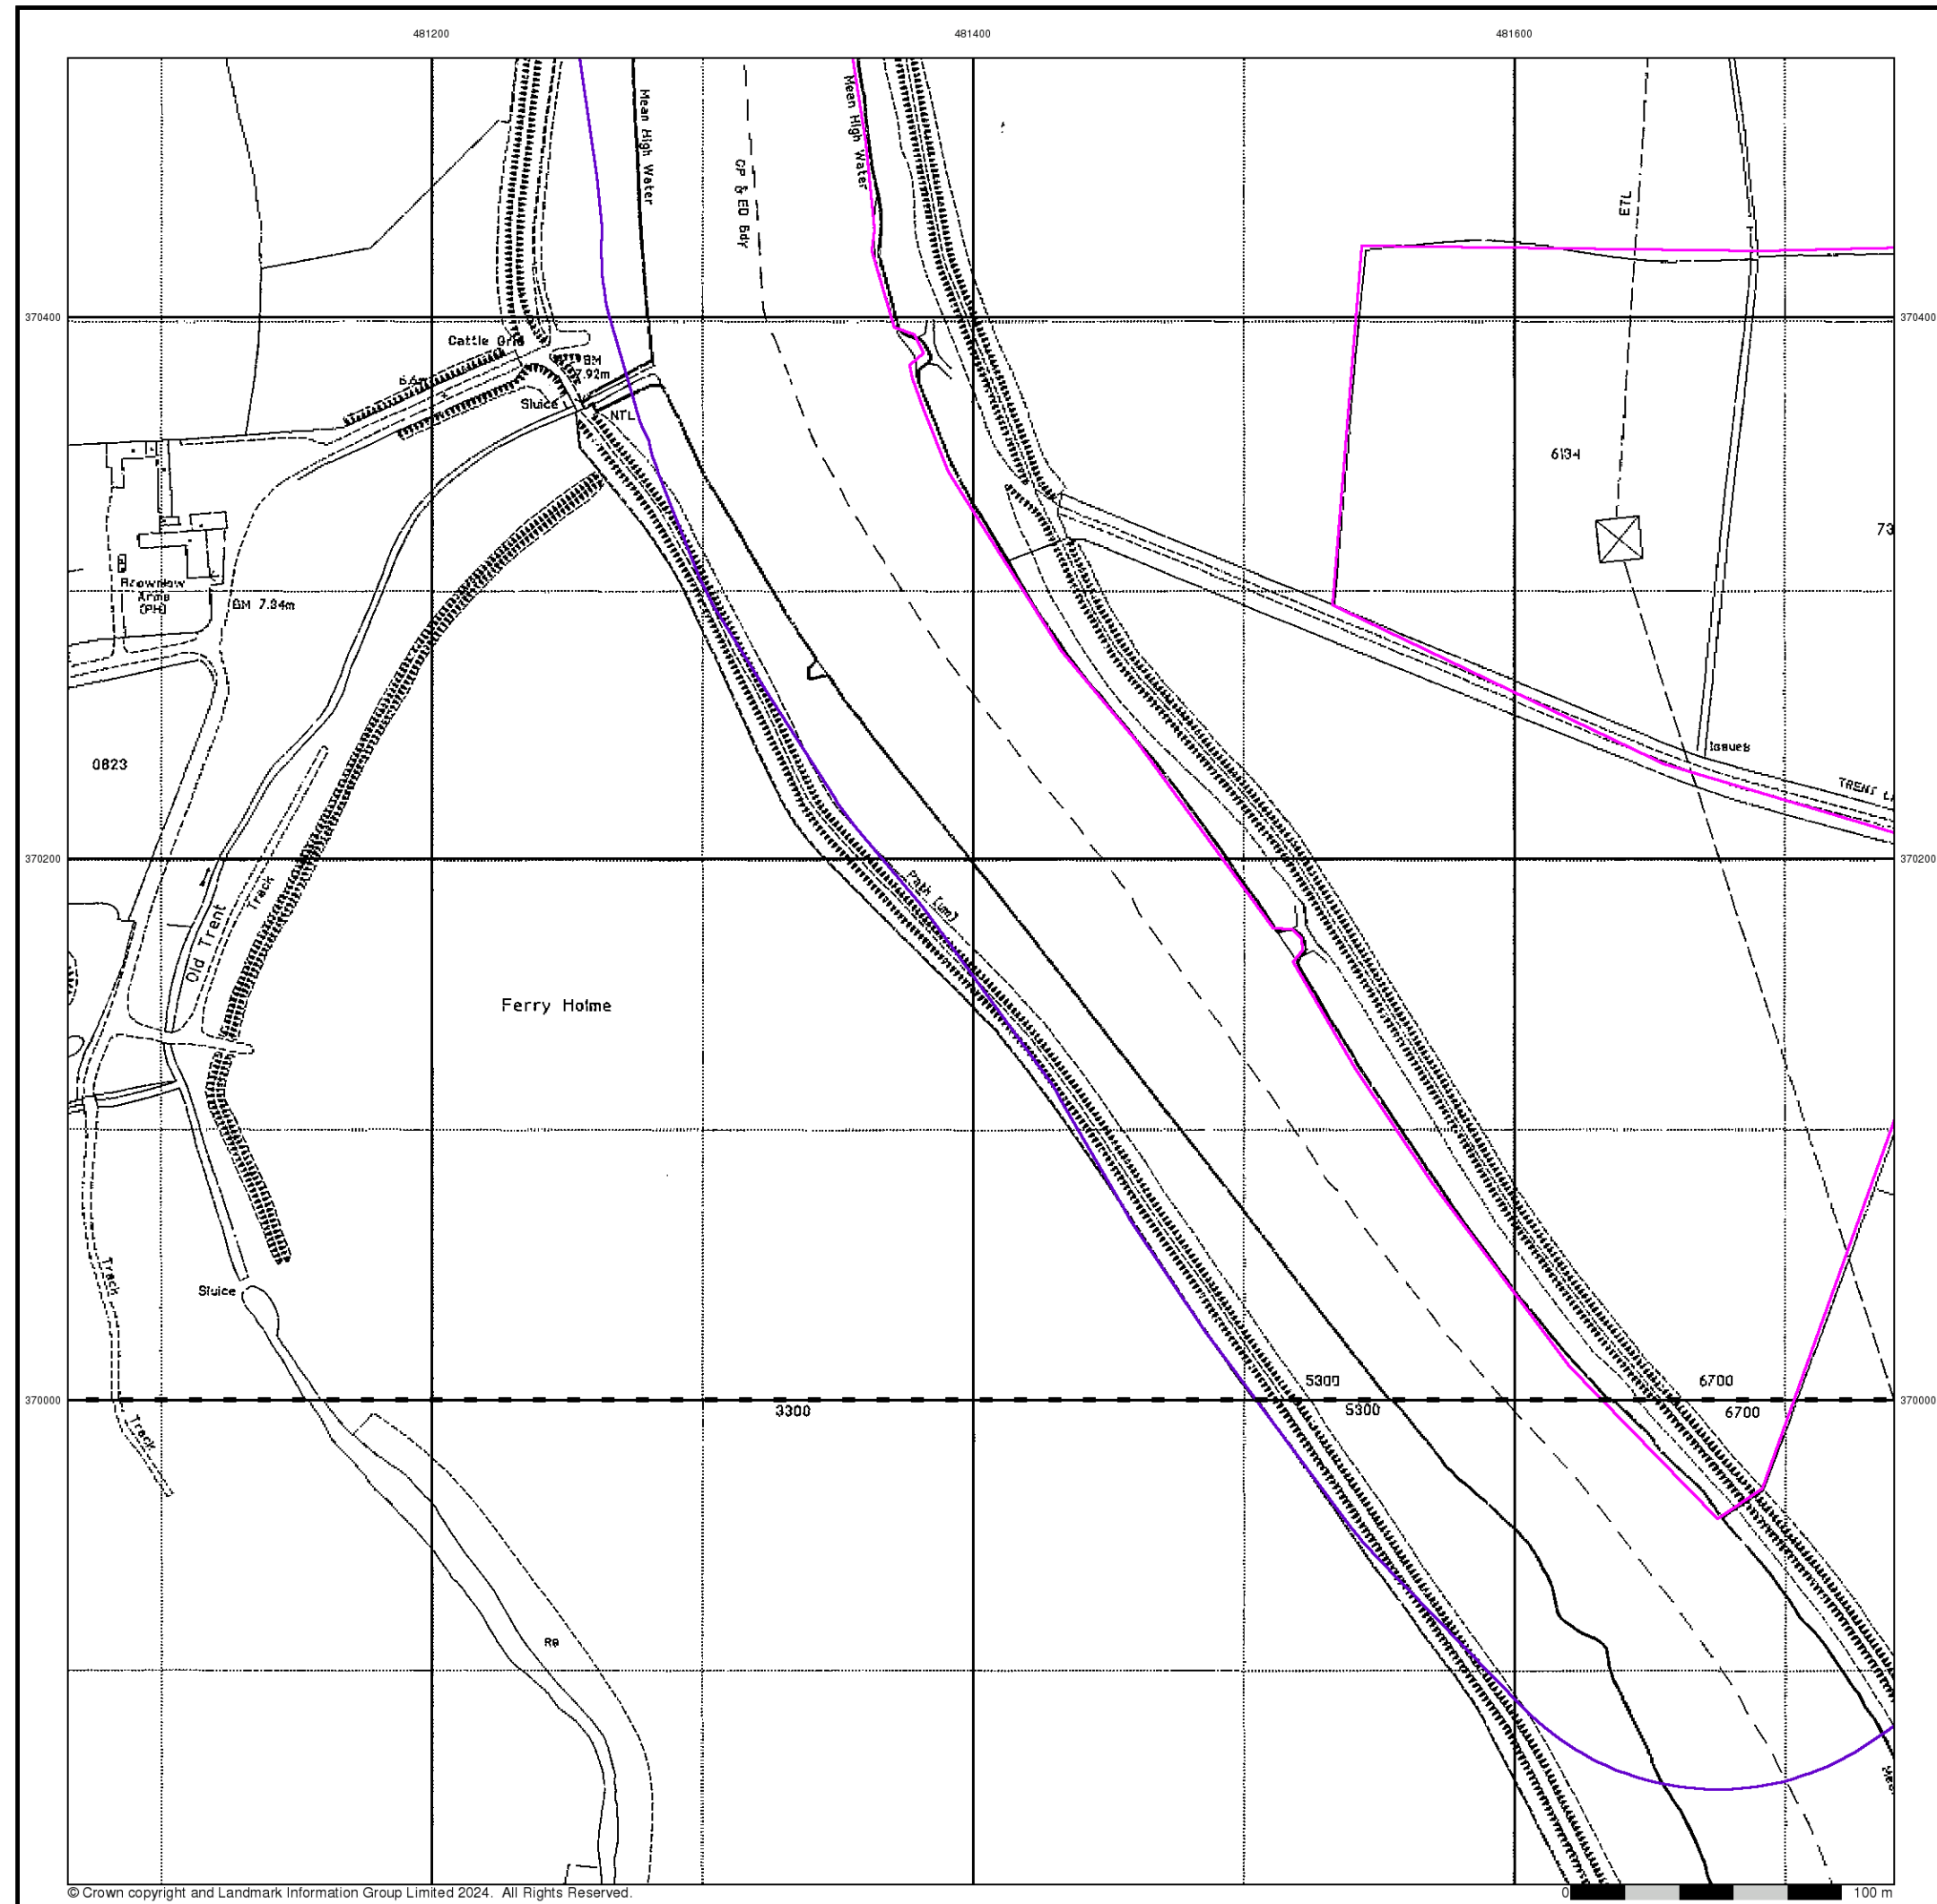 481200
481400
481600
Mean High Water
Mean High Water
CP & ED Bdy
ETL
370400
370400
Cattle Grid
BM
7.92m
Sluice
NTL
6134
73
Brownlow
Arms
(PH)
BM 7.84m
Issues
0823
370200
370200
Path (um)
Track
Old Trent
Ferry Holme
Track
Sluice
5300
6700
370000
370000
3300
5300
6700
Track
© Crown copyright and Landmark Information Group Limited 2024. All Rights Reserved.
0
100 m